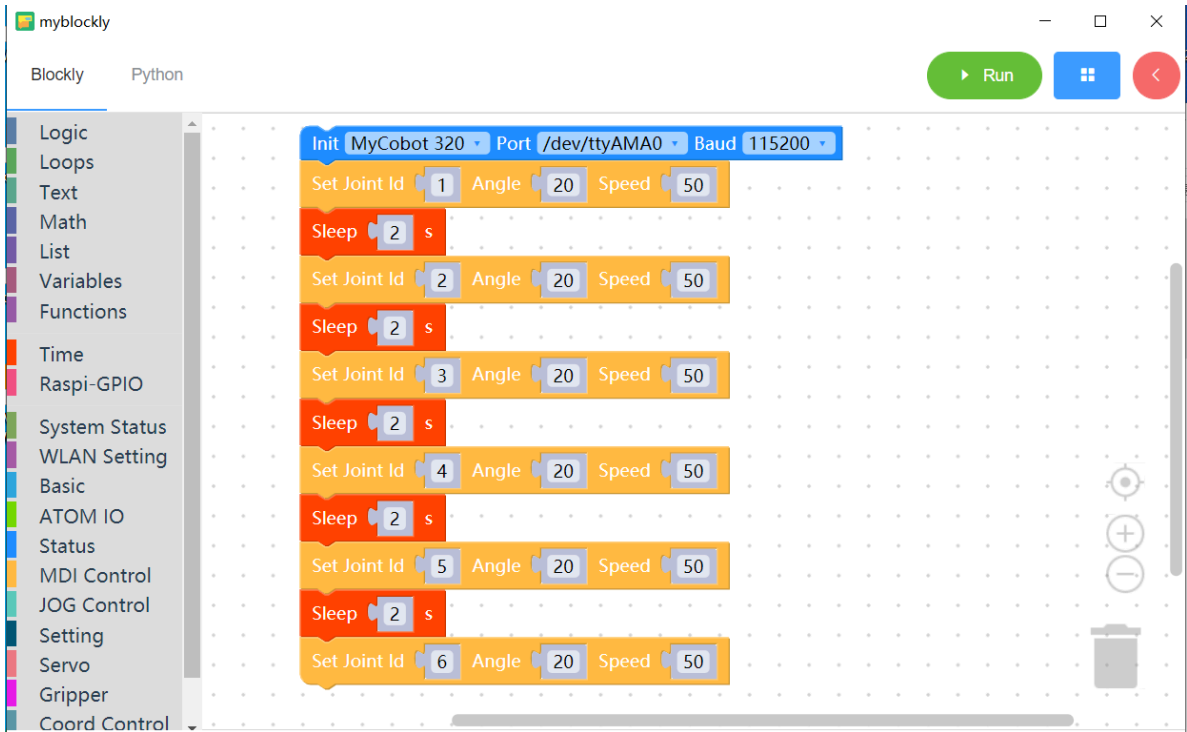 myblockly
Blockly Python
Run
Logic
Loops
Text
Math
List
Variables
Functions
Time
Raspi-GPIO
System Status
WLAN Setting
Basic
ATOM IO
Status
MDI Control
JOG Control
Setting
Servo
Gripper
Coord Control
Init MyCobot 320 Port /dev/ttyAMA0 Baud 115200
Set Joint Id 1 Angle 20 Speed 50
Sleep 2 s
Set Joint Id 2 Angle 20 Speed 50
Sleep 2 s
Set Joint Id 3 Angle 20 Speed 50
Sleep 2 s
Set Joint Id 4 Angle 20 Speed 50
Sleep 2 s
Set Joint Id 5 Angle 20 Speed 50
Sleep 2 s
Set Joint Id 6 Angle 20 Speed 50